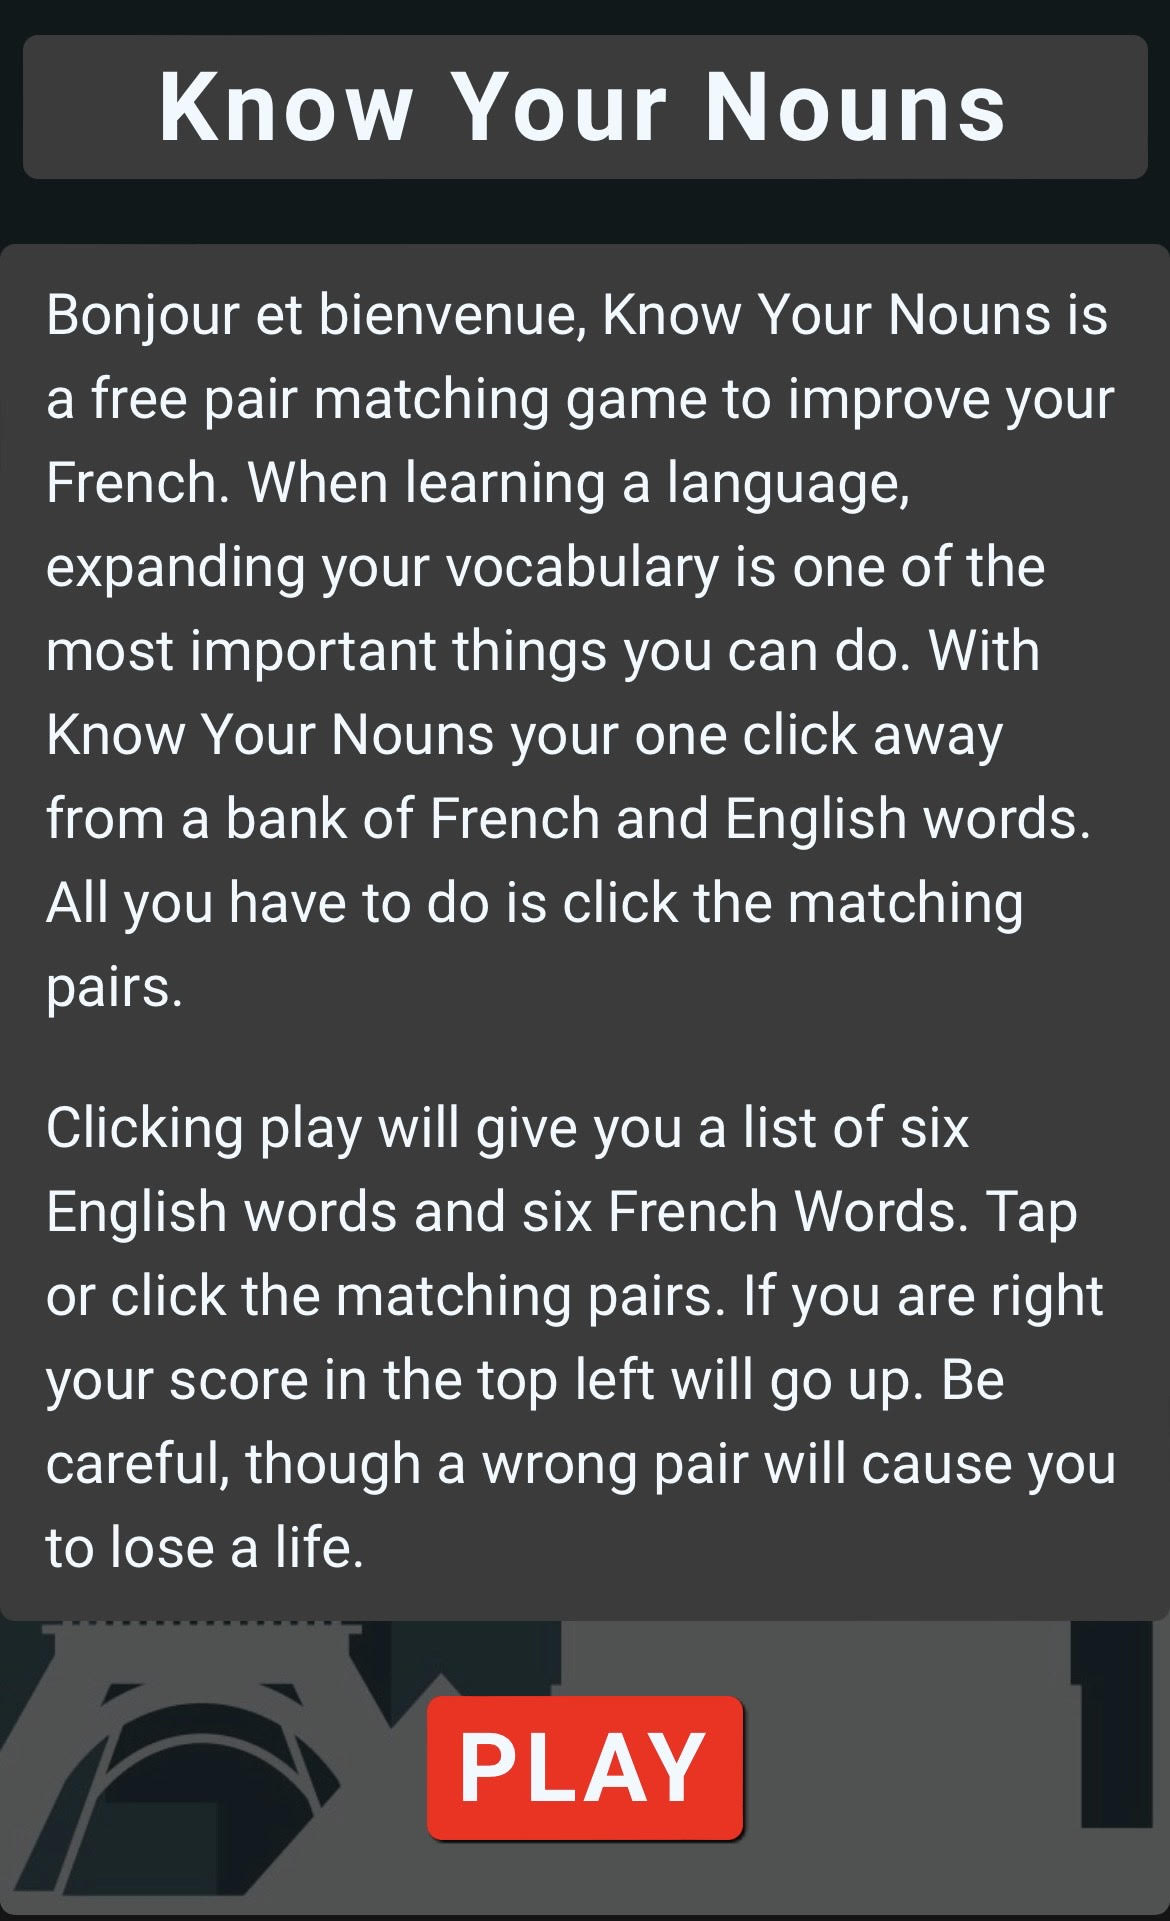 Know Your Nouns
Bonjour et bienvenue, Know Your Nouns is
a free pair matching game to improve your
French. When learning a language,
expanding your vocabulary is one of the
most important things you can do. With
Know Your Nouns your one click away
from a bank of French and English words.
All you have to do is click the matching
pairs.
Clicking play will give you a list of six
English words and six French Words. Tap
or click the matching pairs. If you are right
your score in the top left will go up. Be
careful, though a wrong pair will cause you
to lose a life.
PLAY